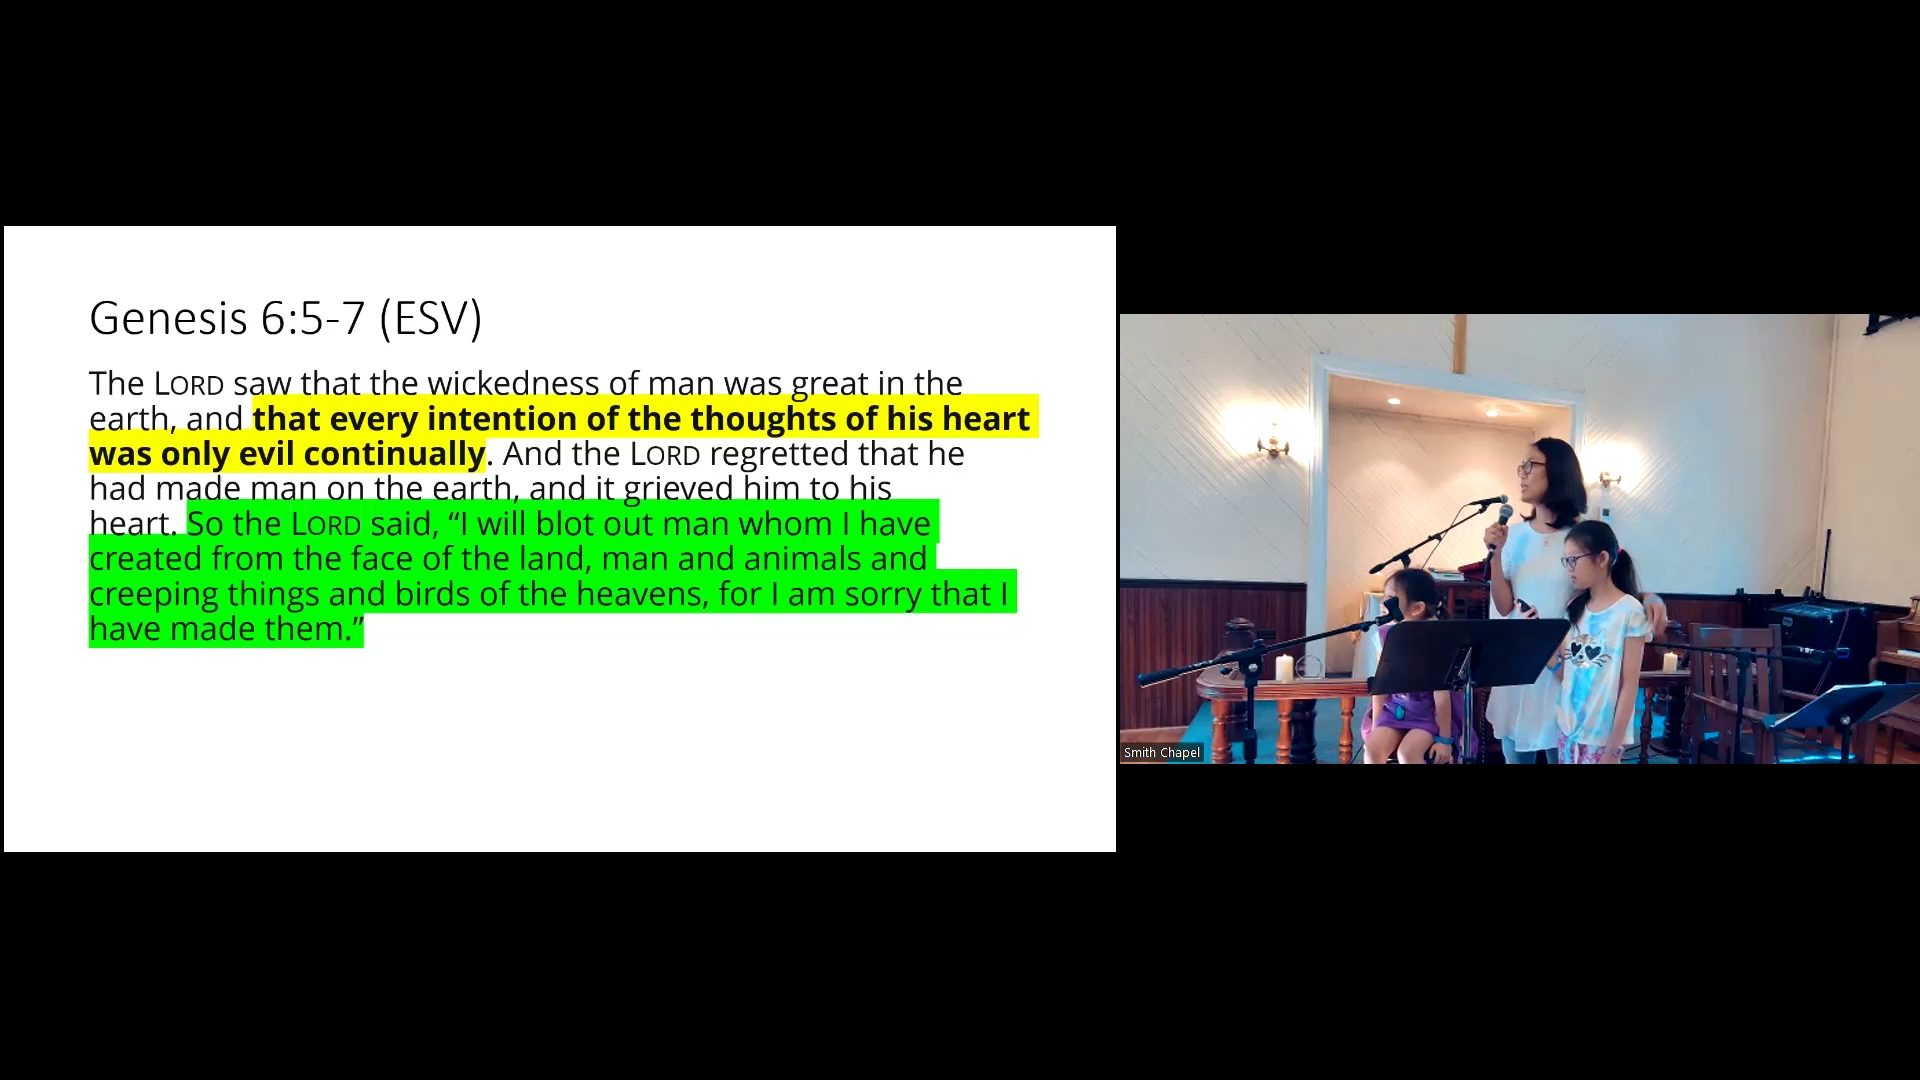 Genesis 6:5-7 (ESV)
The LORD saw that the wickedness of man was great in the
earth, and that every intention of the thoughts of his heart
was only evil continually. And the LORD regretted that he
had made man on the earth, and it grieved him to his
heart. So the LORD said, “I will blot out man whom I have
created from the face of the land, man and animals and
creeping things and birds of the heavens, for I am sorry that I
have made them.”
Smith Chapel